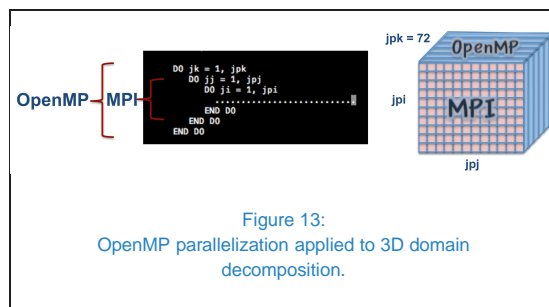 OpenMP
MPI
DO jk = 1, jpk
DO jj = 1, jpj
DO ji = 1, jpi
............................
END DO
END DO
END DO
jpk = 72
OpenMP
jpi
MPI
jpj
Figure 13:
OpenMP parallelization applied to 3D domain
decomposition.